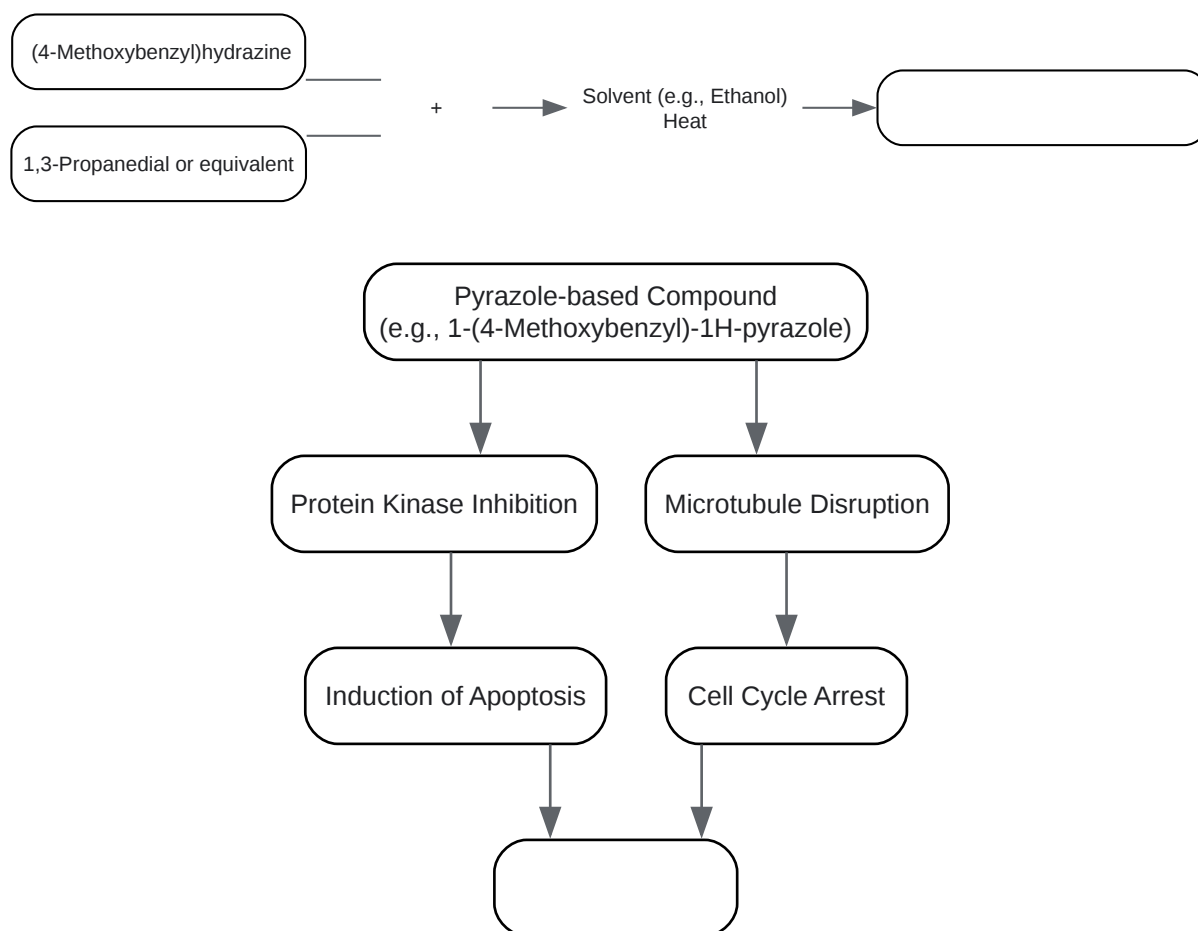 (4-Methoxybenzyl)hydrazine
1,3-Propanedial or equivalent
+
Solvent (e.g., Ethanol)
Heat
Pyrazole-based Compound
(e.g., 1-(4-Methoxybenzyl)-1H-pyrazole)
Protein Kinase Inhibition
Microtubule Disruption
Induction of Apoptosis
Cell Cycle Arrest